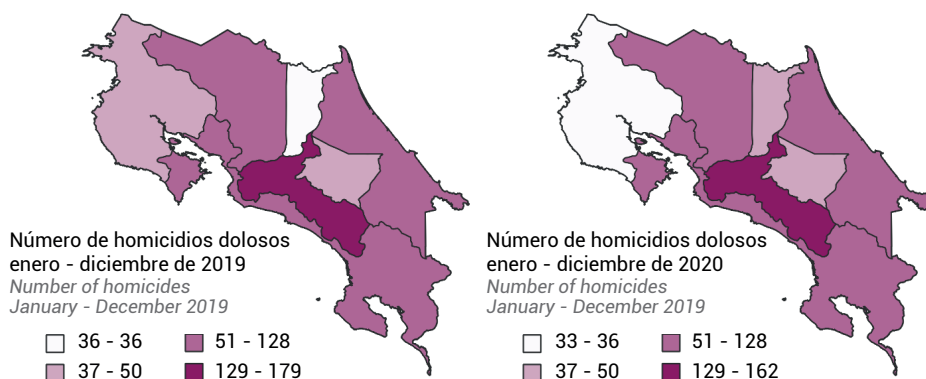 Número de homicidios dolosos
enero - diciembre de 2019
Number of homicides
January - December 2019
36 - 36
51 - 128
37 - 50
129 - 179
Número de homicidios dolosos
enero - diciembre de 2020
Number of homicides
January - December 2019
33 - 36
51 - 128
37 - 50
129 - 162